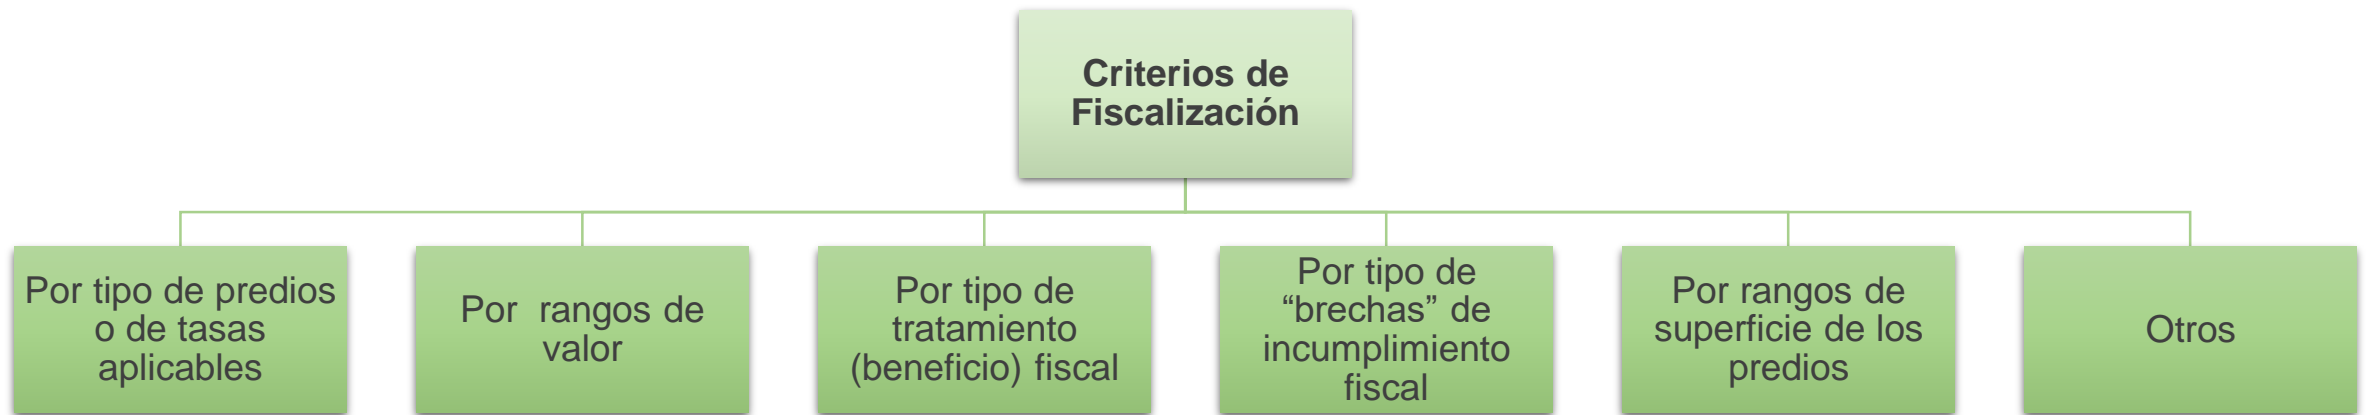 Criterios de
Fiscalización
Por tipo de predios
o de tasas
aplicables
Por rangos de
valor
Por tipo de
tratamiento
(beneficio) fiscal
Por tipo de
“brechas” de
incumplimiento
fiscal
Por rangos de
superficie de los
predios
Otros